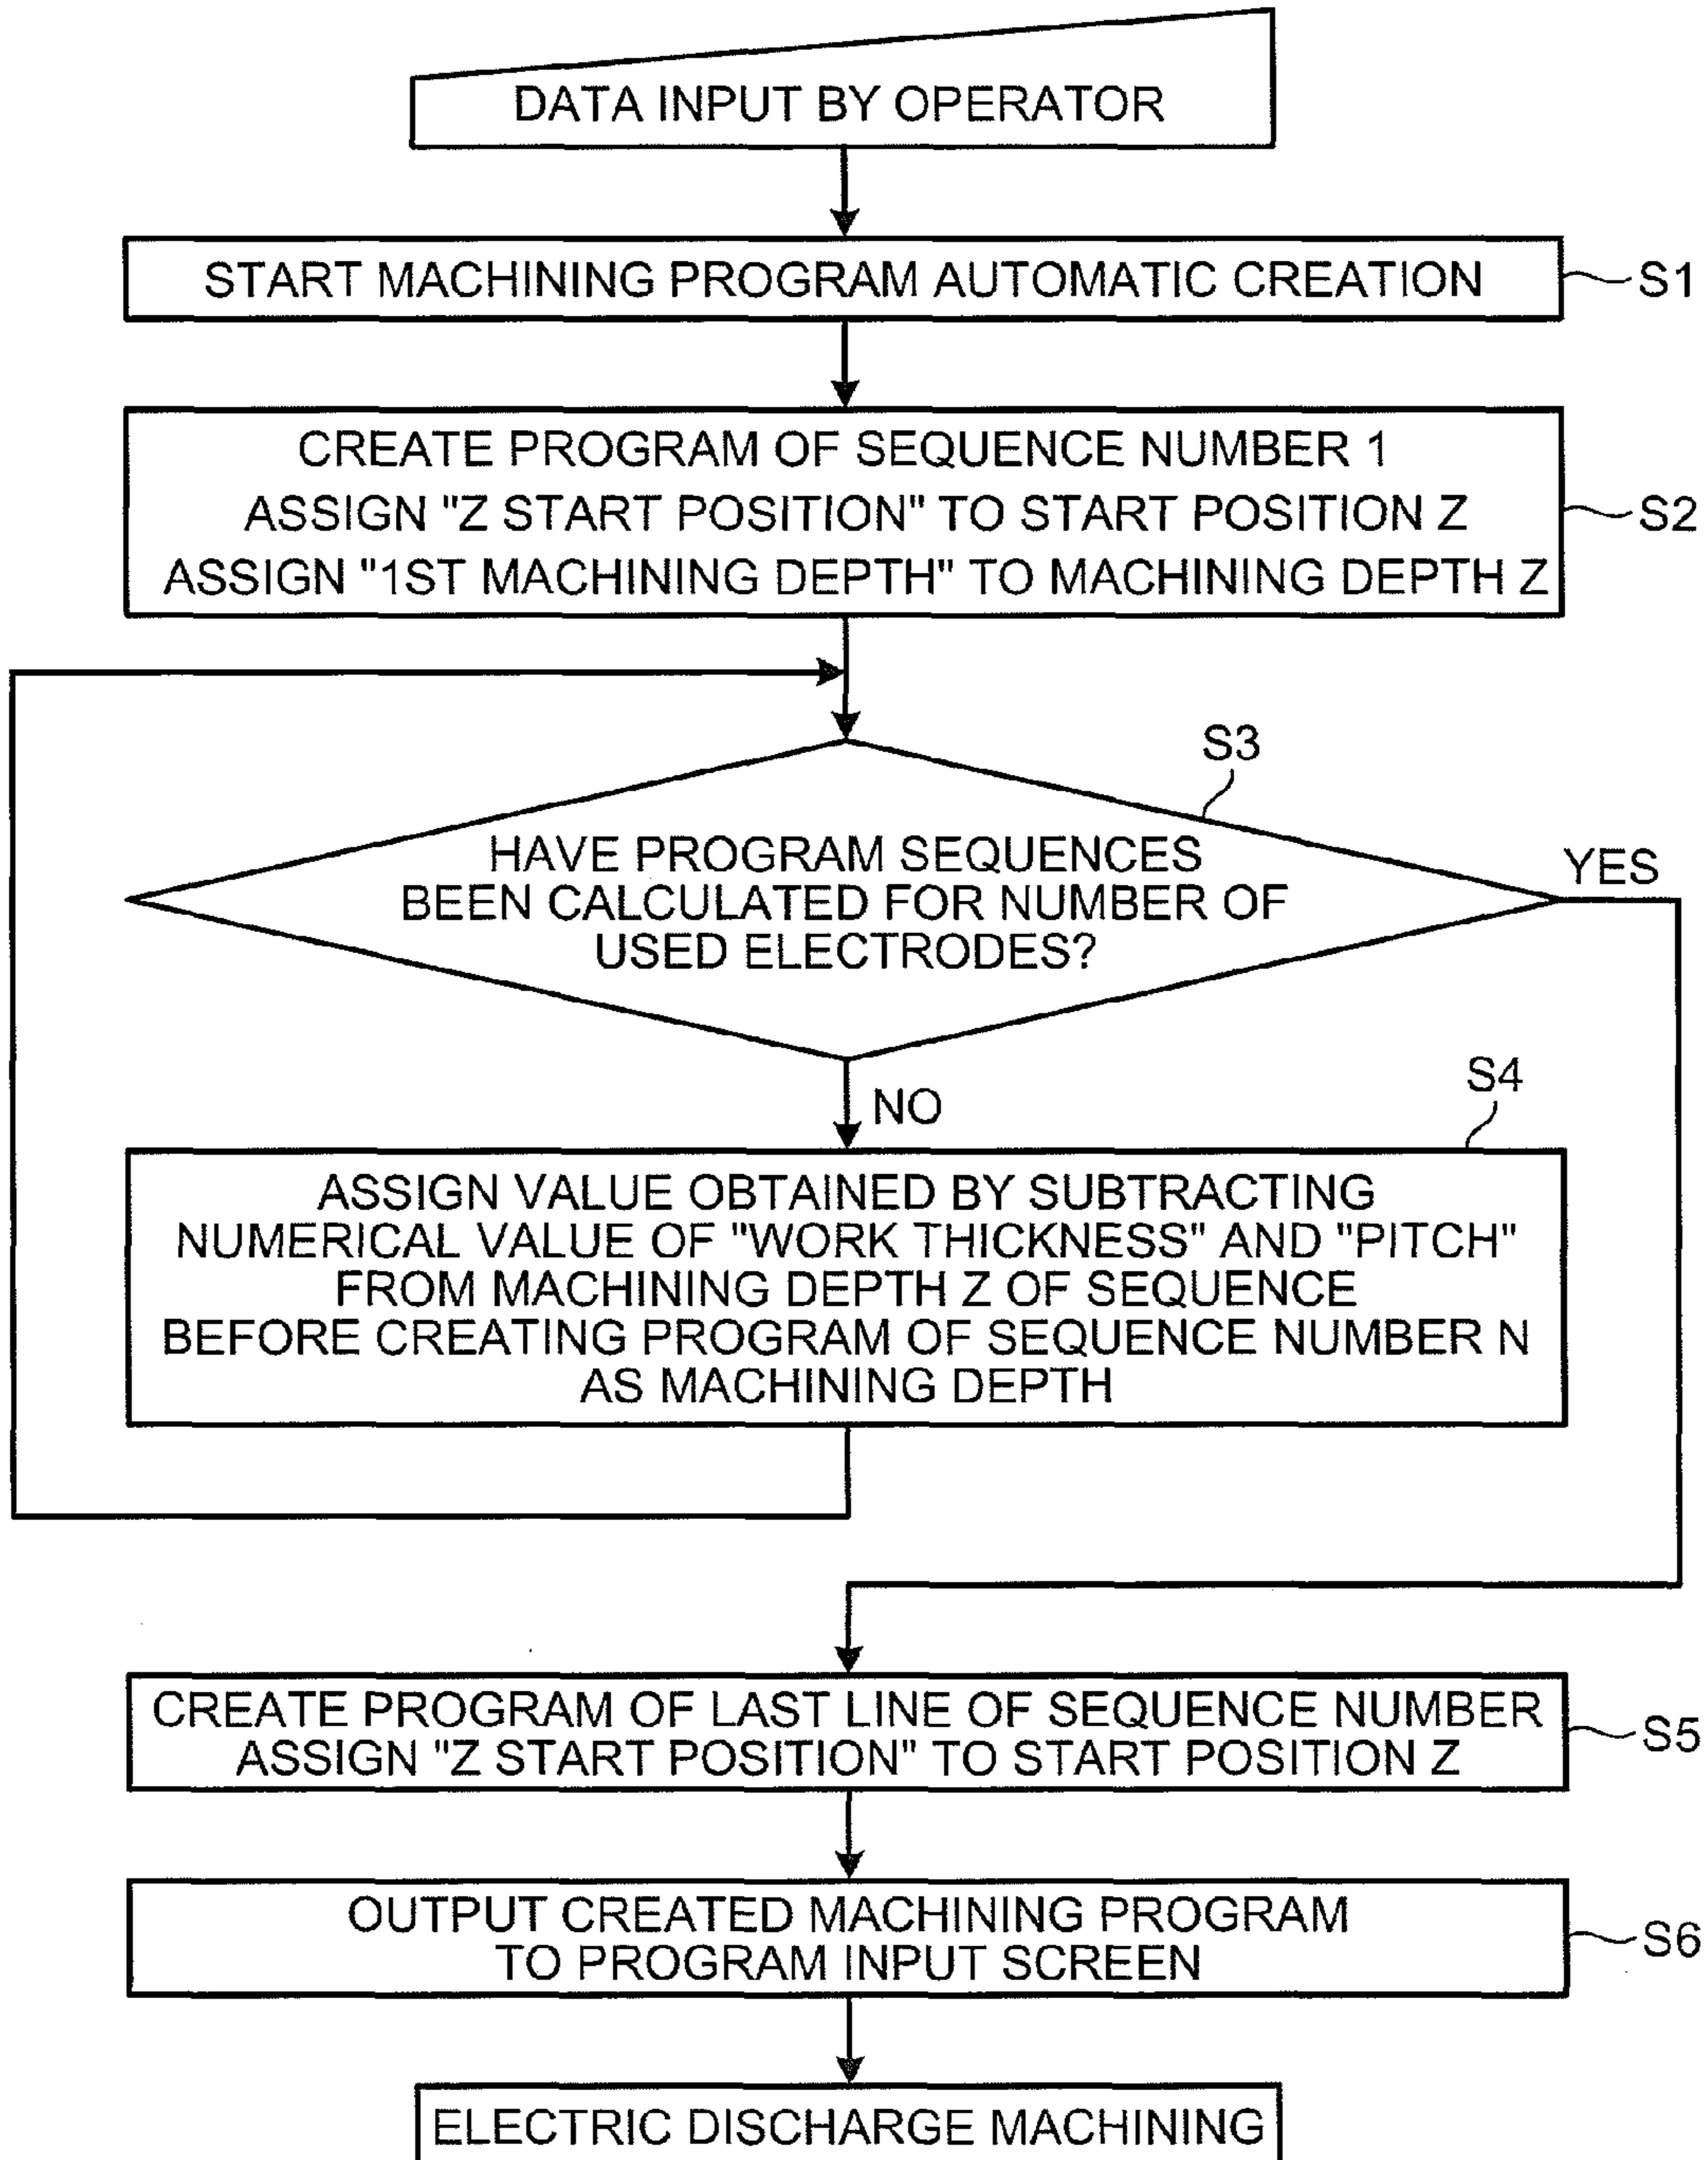 DATA INPUT BY OPERATOR
START MACHINING PROGRAM AUTOMATIC CREATION
S1
CREATE PROGRAM OF SEQUENCE NUMBER 1
ASSIGN "Z START POSITION" TO START POSITION Z
ASSIGN "1ST MACHINING DEPTH" TO MACHINING DEPTH Z
S2
S3
HAVE PROGRAM SEQUENCES
BEEN CALCULATED FOR NUMBER OF
USED ELECTRODES?
YES
NO
S4
ASSIGN VALUE OBTAINED BY SUBTRACTING
NUMERICAL VALUE OF "WORK THICKNESS" AND "PITCH"
FROM MACHINING DEPTH Z OF SEQUENCE
BEFORE CREATING PROGRAM OF SEQUENCE NUMBER N
AS MACHINING DEPTH
CREATE PROGRAM OF LAST LINE OF SEQUENCE NUMBER
ASSIGN "Z START POSITION" TO START POSITION Z
S5
OUTPUT CREATED MACHINING PROGRAM
TO PROGRAM INPUT SCREEN
S6
ELECTRIC DISCHARGE MACHINING